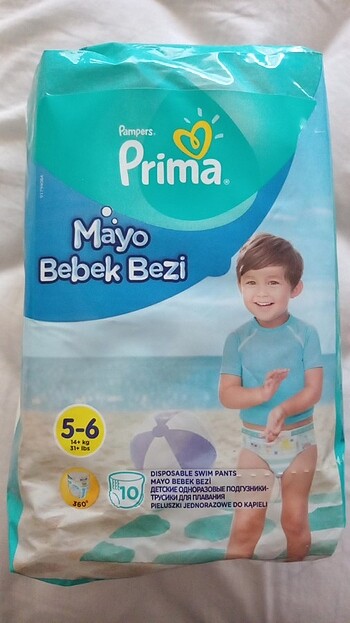 Pampers®
Prima®
Mayo
Bebek Bezi
5-6
14+ kg
31+ lbs
360°
10
DISPOSABLE SWIM PANTS
MAYO BEBEK BEZİ
ДЕТСКИЕ ОДНОРАЗОВЫЕ ПОДГУЗНИКИ-
ТРУСИКИ ДЛЯ ПЛАВАНИЯ
PIELUSZKI JEDNORAZOWE DO KĄPIELI